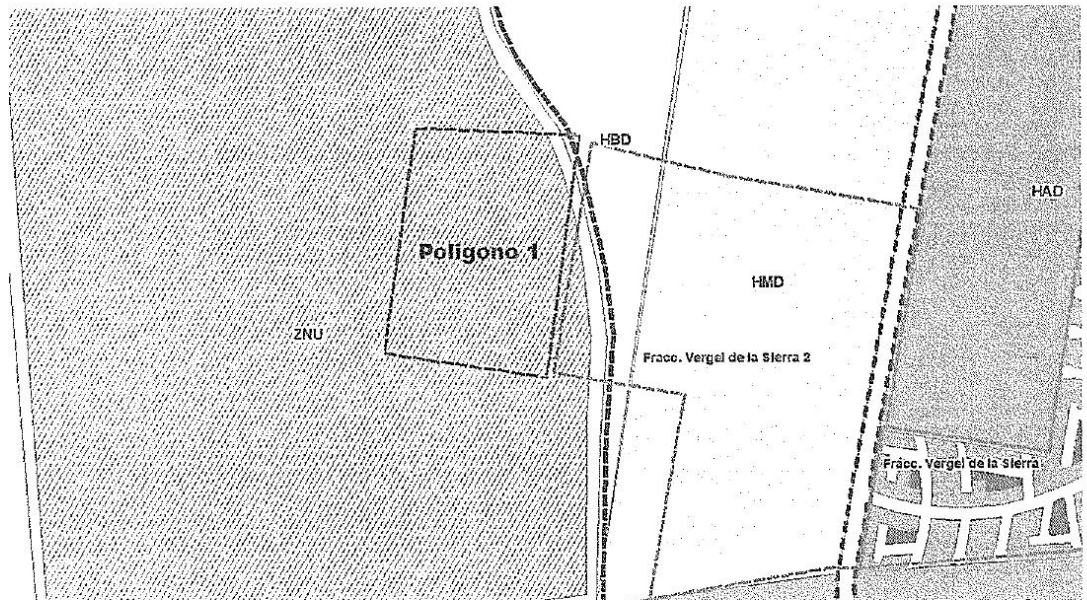 HBD
HAD
Poligono 1
HMD
ZNU
Fracc. Vergel de la Sierra 2
Fracc. Vergel de la Sierra